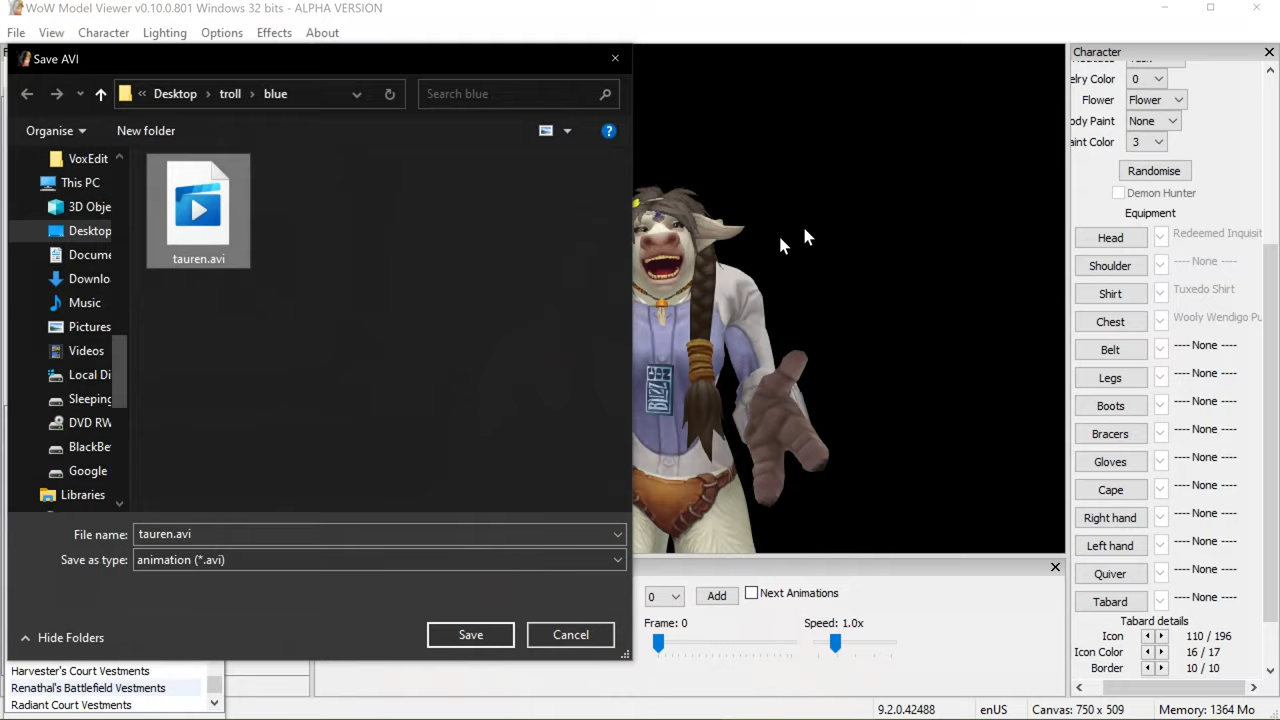 WoW Model Viewer v0.10.0.801 Windows 32 bits - ALPHA VERSION
File View Character Lighting Options Effects About
Save AVI
Desktop troll blue
Search blue
Organise New folder
VoxEdit
This PC
3D Obje
Desktop
Docume
Downlo
Music
Pictures
Videos
Local Di
Sleeping
DVD RW
BlackBe
Google
Libraries
tauren.avi
File name: tauren.avi
Save as type: animation (*.avi)
Hide Folders
Save Cancel
Harvester's Court Vestments
Renathal's Battlefield Vestments
Radiant Court Vestments
BLIZZ CON
0 Add Next Animations
Frame: 0 Speed: 1.0x
Character
elry Color 0
Flower Flower
ody Paint None
aint Color 3
Randomise
Demon Hunter
Equipment
Head Redeemed Inquisit
Shoulder ---- None ----
Shirt Tuxedo Shirt
Chest Wooly Wendigo Pu
Belt ---- None ----
Legs ---- None ----
Boots ---- None ----
Bracers ---- None ----
Gloves ---- None ----
Cape ---- None ----
Right hand ---- None ----
Left hand ---- None ----
Quiver ---- None ----
Tabard ---- None ----
Tabard details
Icon 110 / 196
Icon Color 16 / 17
Border 10 / 10
9.2.0.42488 enUS Canvas: 750 x 509 Memory: 1364 Mo